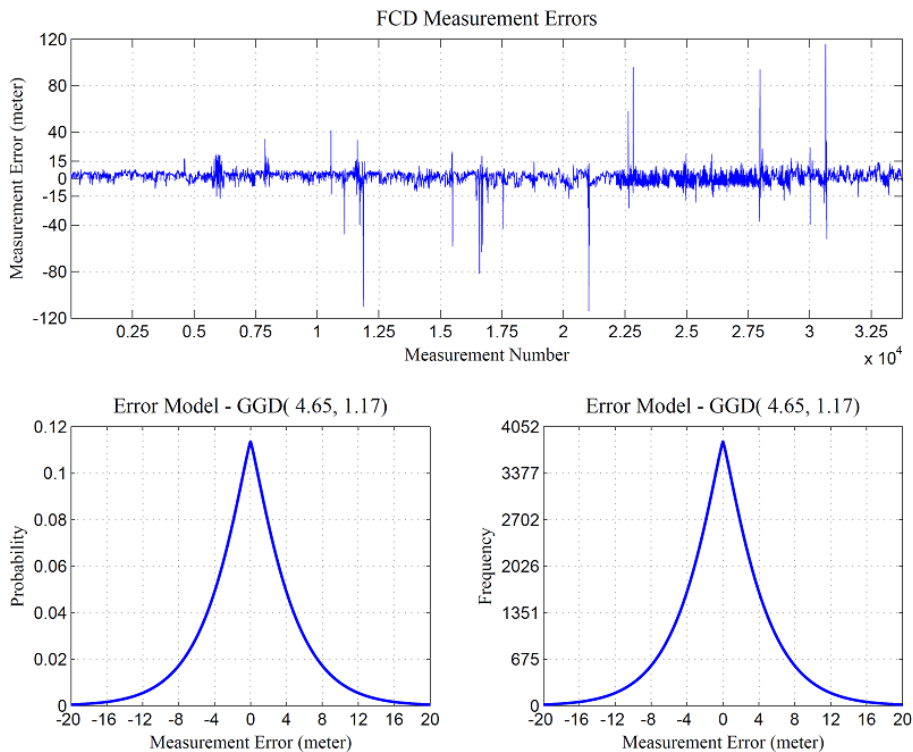 FCD Measurement Errors
Measurement Error (meter)
120
80
40
15
0
-15
-40
-80
-120
0.25 0.5 0.75 1 1.25 1.5 1.75 2 2.25 2.5 2.75 3 3.25
x 10^4
Measurement Number
Error Model - GGD( 4.65, 1.17)
Probability
0.12
0.1
0.08
0.06
0.04
0.02
0
-20 -16 -12 -8 -4 0 4 8 12 16 20
Measurement Error (meter)
Error Model - GGD( 4.65, 1.17)
Frequency
4052
3377
2702
2026
1351
675
0
-20 -16 -12 -8 -4 0 4 8 12 16 20
Measurement Error (meter)